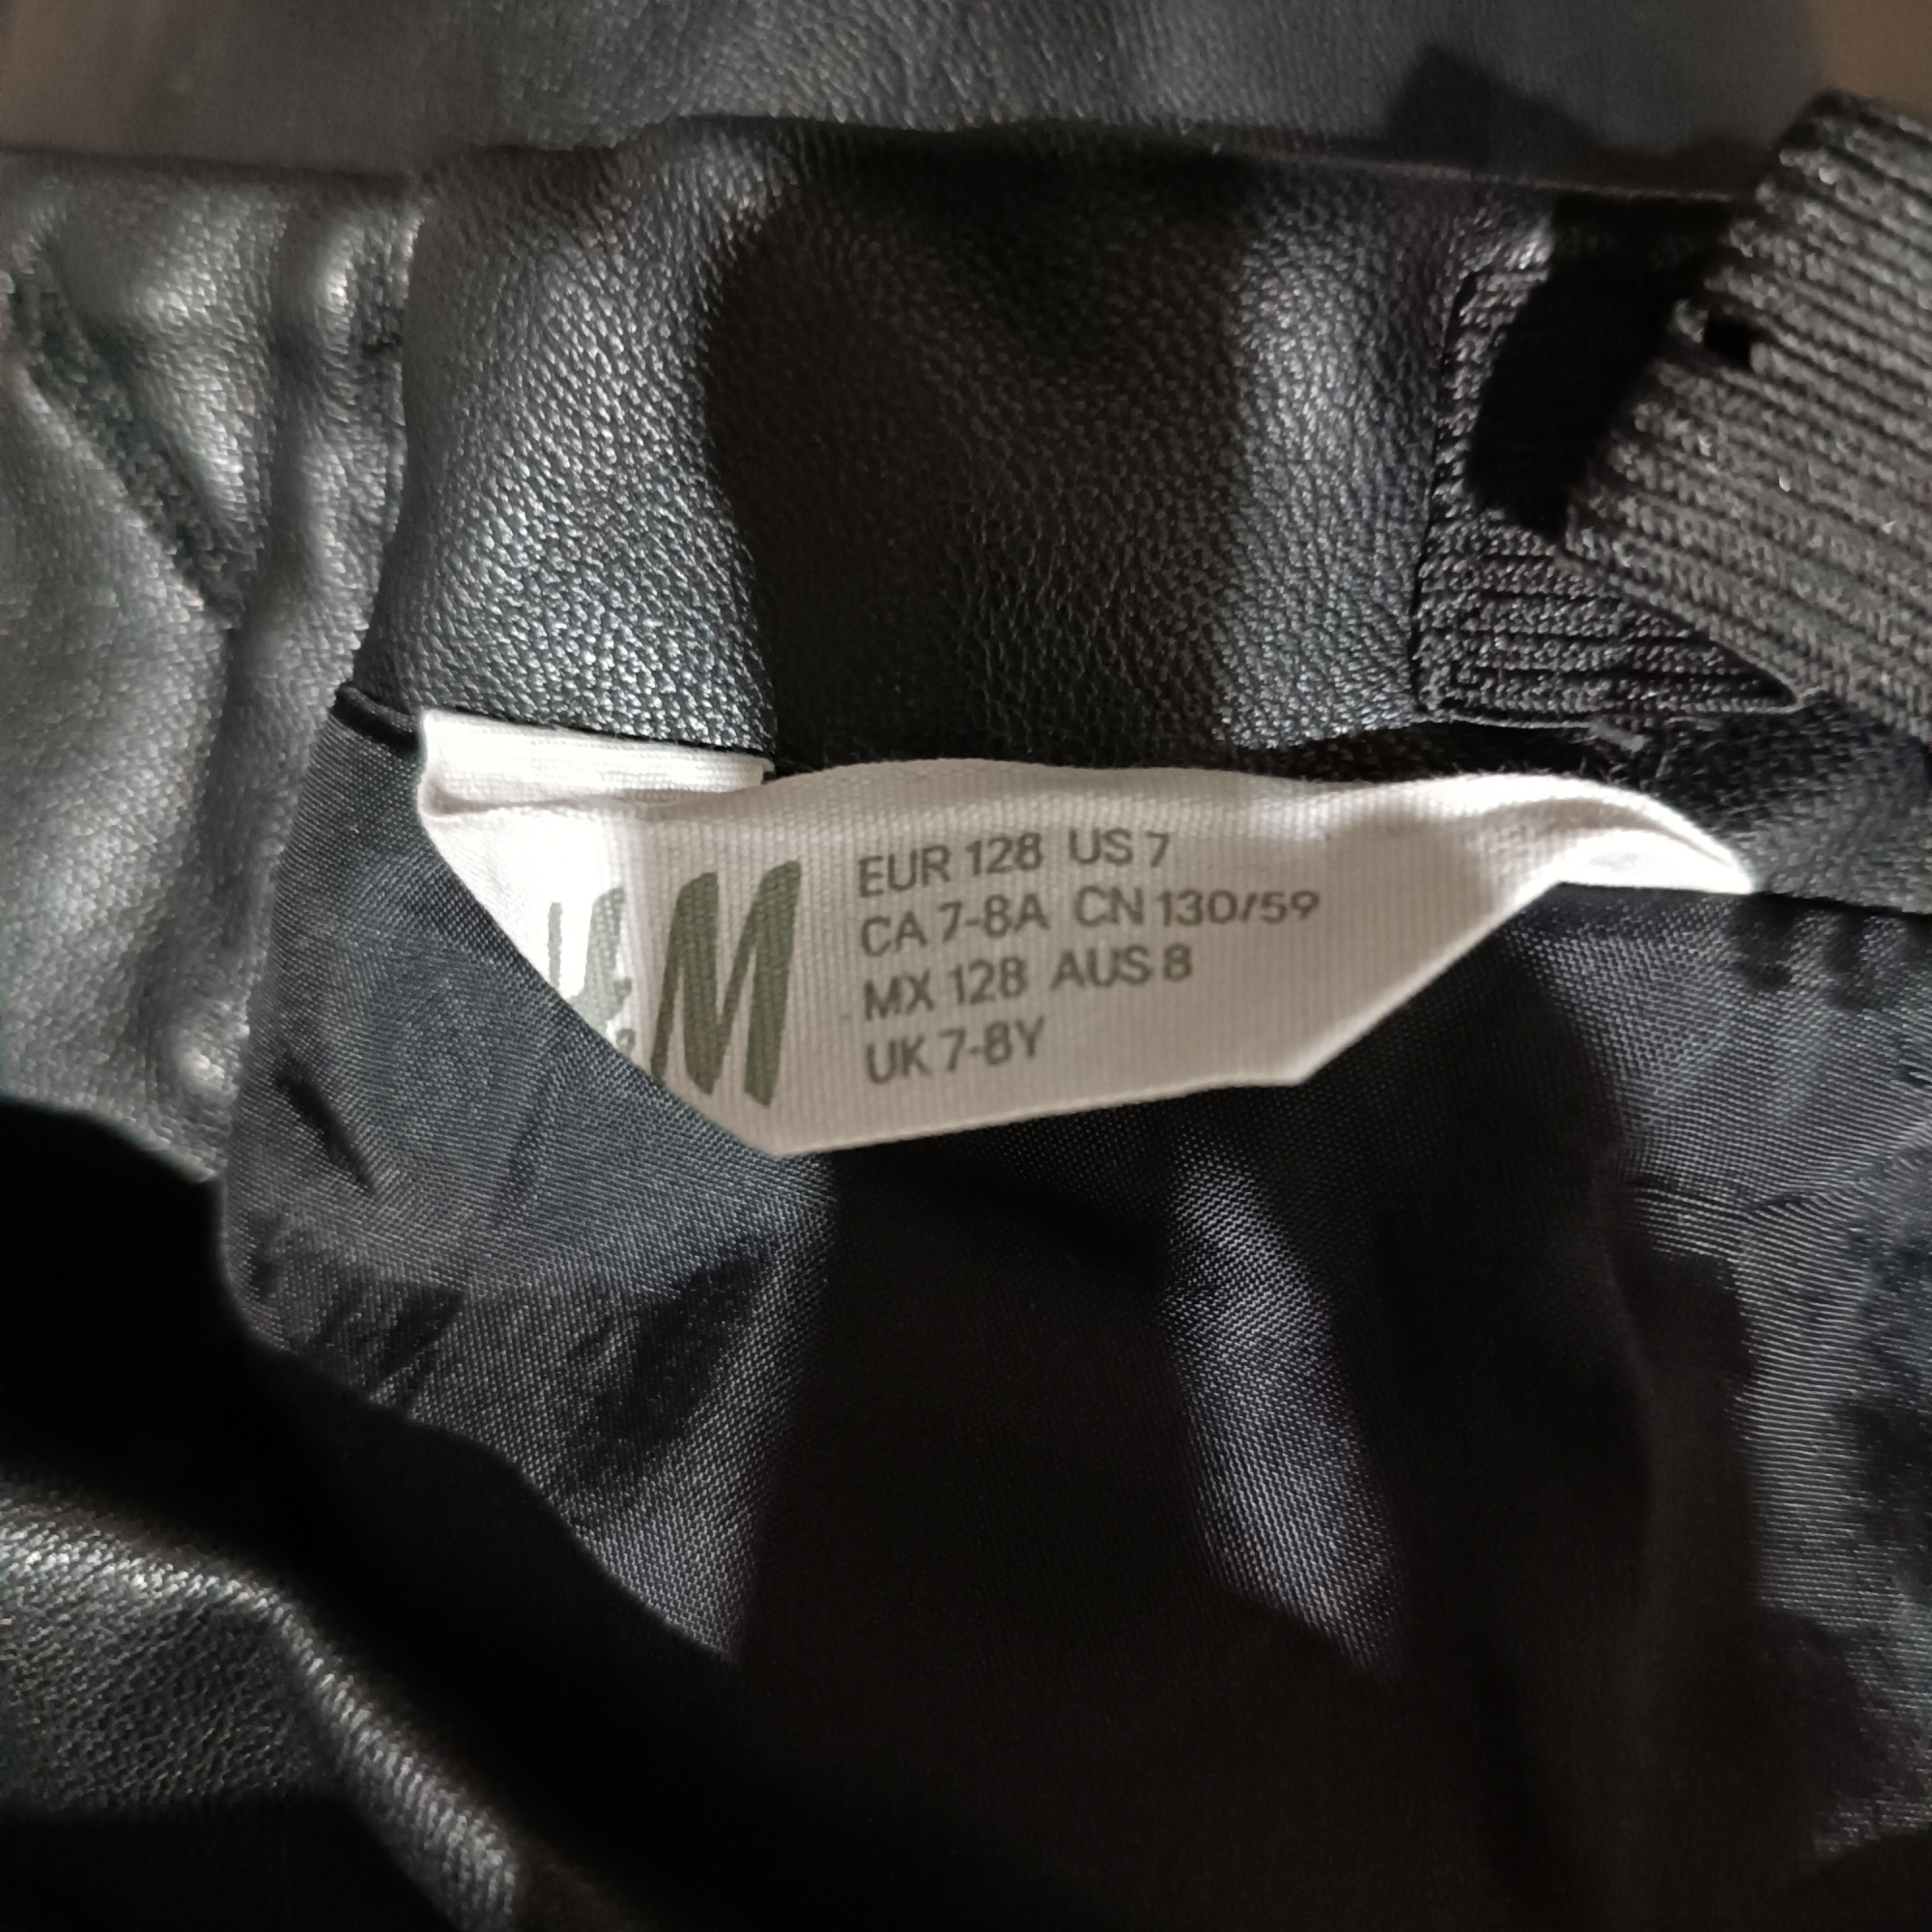 H&M
EUR 128 US 7
CA 7-8A CN 130/59
MX 128 AUS 8
UK 7-8Y